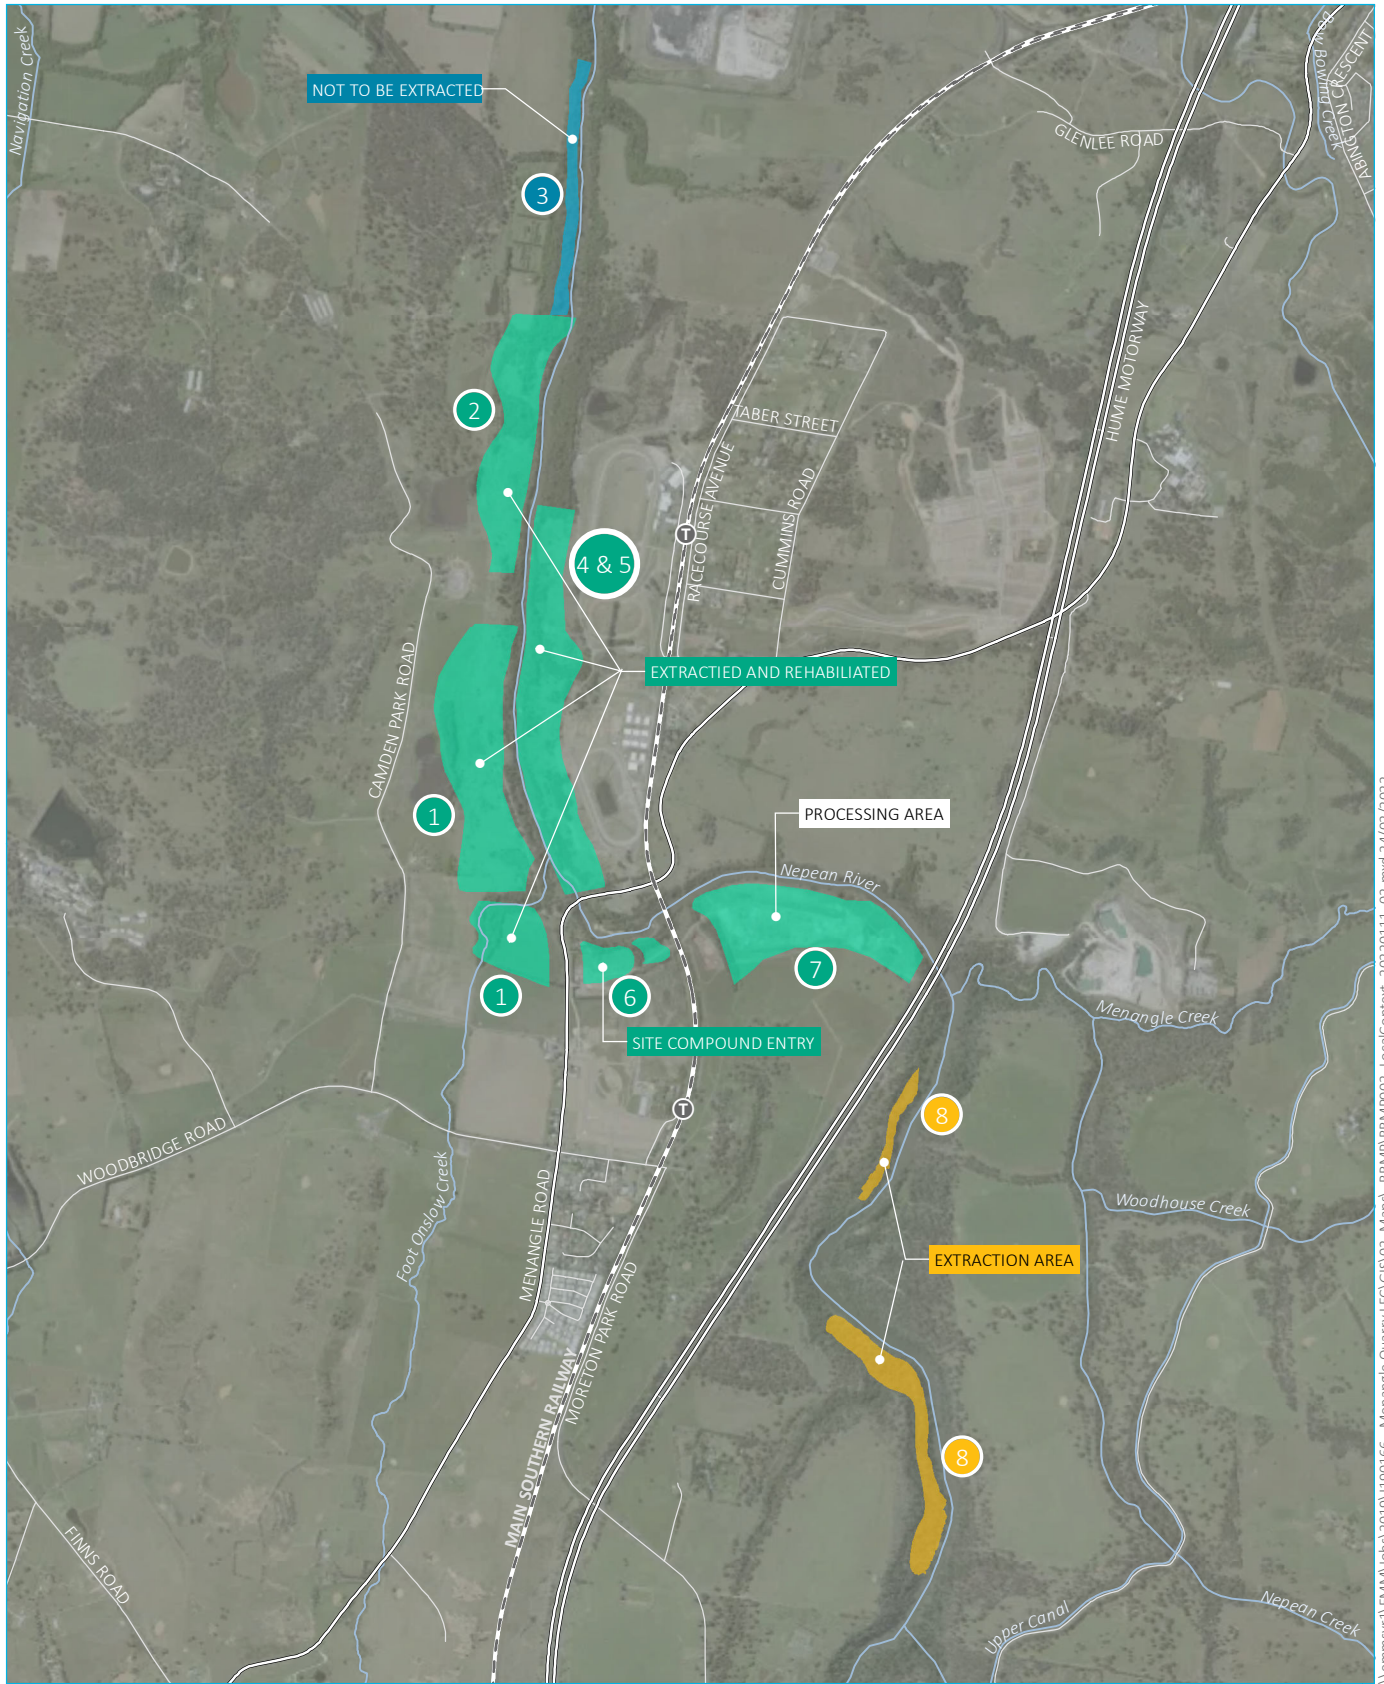 Navigation Creek
NOT TO BE EXTRACTED
3
Bow Bowing Creek
ABINGTON CRESCENT
GLENLEE ROAD
HUME MOTORWAY
2
TABER STREET
RACECOURSE AVENUE
CUMMINS ROAD
T
4 & 5
EXTRACTIED AND REHABILIATED
CAMDEN PARK ROAD
1
PROCESSING AREA
Nepean River
7
1
6
SITE COMPOUND ENTRY
Menangle Creek
T
8
WOODBRIDGE ROAD
Foot Onslow Creek
MENANGLE ROAD
Woodhouse Creek
EXTRACTION AREA
MORETON PARK ROAD
MAIN SOUTHERN RAILWAY
8
FINNS ROAD
Upper Canal
Nepean Creek